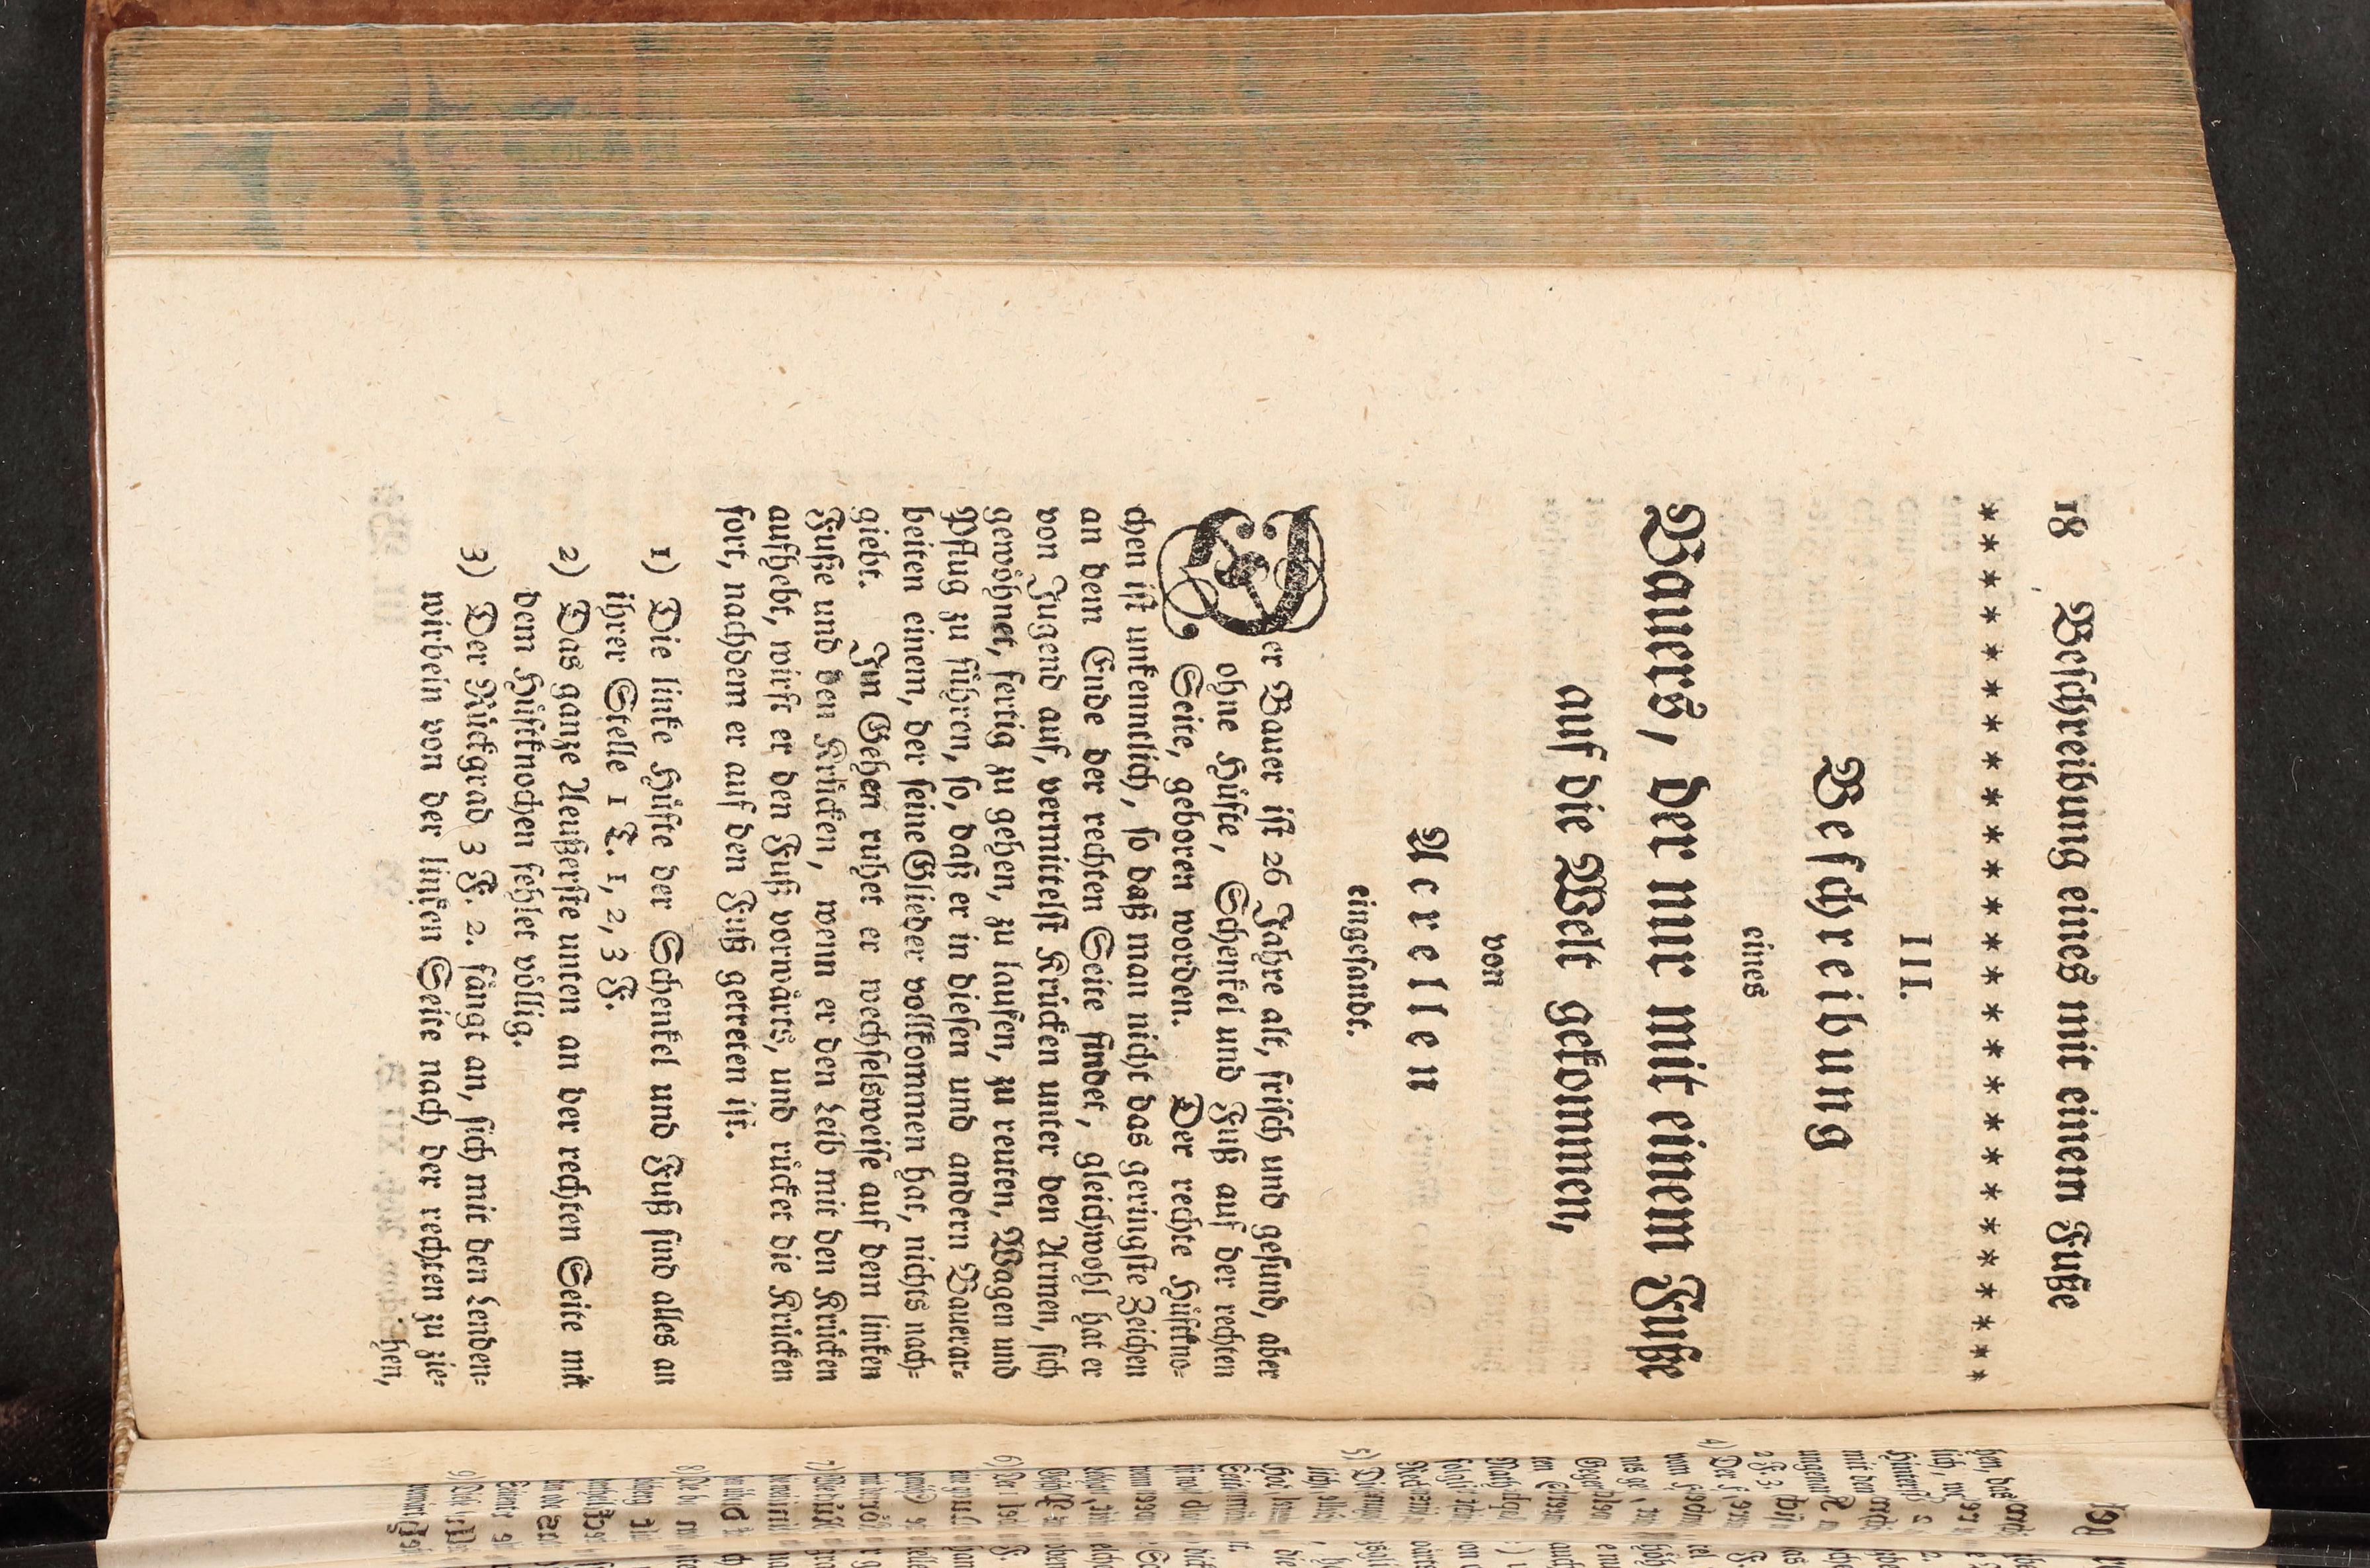 18 Beschreibung eines mit einem Fuße
* * * * * * * * * * * * * * * * * * * * * * * * * *
III.
Beschreibung
eines
Bauers, der nur mit einem Fuße
auf die Welt gekommen,
von
Acrellen
eingesandt.
Der Bauer ist 26 Jahre alt, frisch und gesund, aber
ohne Hüfte, Schenkel und Fuß auf der rechten
Seite, geboren worden. Der rechte Hüftkno-
chen ist unkenntlich, so daß man nicht das geringste Zeichen
an dem Ende der rechten Seite findet, gleichwohl hat er
von Jugend auf, vermittelst Krücken unter den Armen, sich
gewöhnet, fertig zu gehen, zu laufen, zu reuten, Wagen und
Pflug zu führen, so, daß er in diesen und andern Bauerar-
beiten einem, der seine Glieder vollkommen hat, nichts nach-
giebt. Im Gehen ruhet er wechselsweise auf dem linken
Fuße und den Krücken, wenn er den Leib mit den Krücken
aufhebt, wirft er den Fuß vorwärts, und rücket die Krücken
fort, nachdem er auf den Fuß getreten ist.
1) Die linke Hüfte der Schenkel und Fuß sind alles an
ihrer Stelle 1 T. 1, 2, 3 F.
2) Das ganze Aeußerste unten an der rechten Seite mit
dem Hüftknochen fehlet völlig.
3) Der Rückgrad 3 F. 2. fängt an, sich mit den Lenden-
wirbeln von der linken Seite nach der rechten zu zie-
hen,